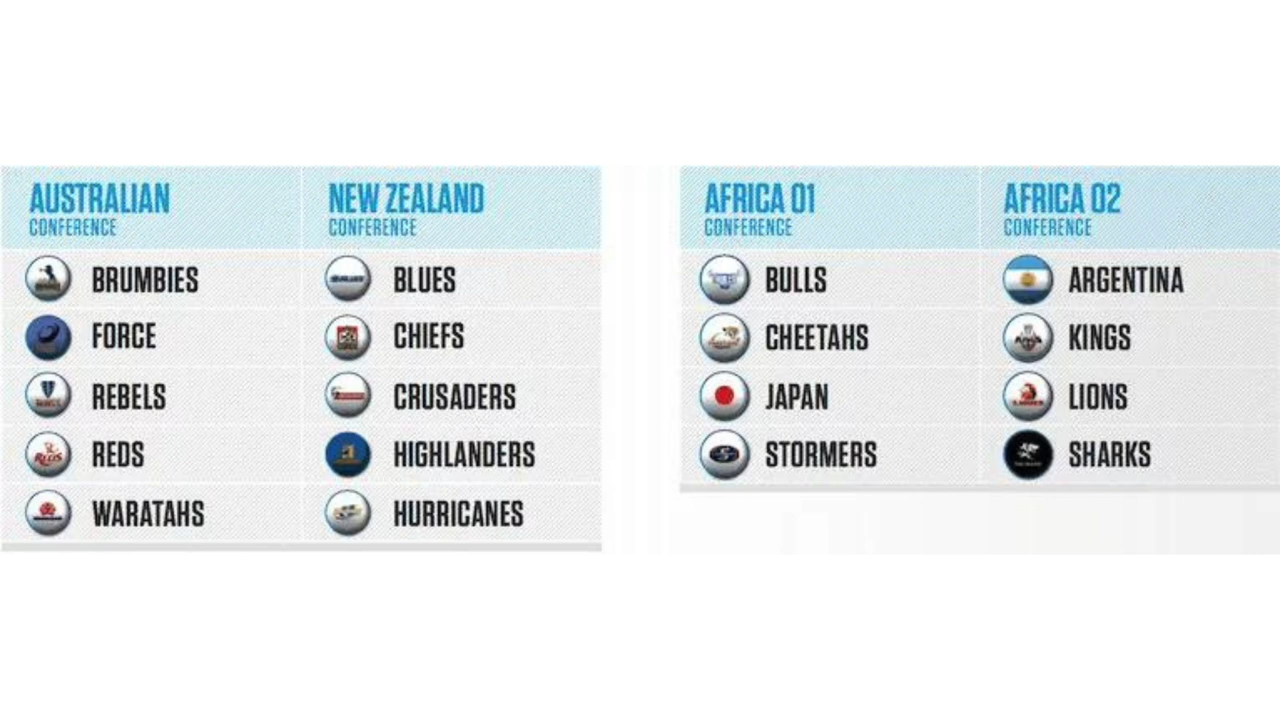 AUSTRALIAN
CONFERENCE
BRUMBIES
FORCE
REBELS
REDS
WARATAHS
NEW ZEALAND
CONFERENCE
BLUES
CHIEFS
CRUSADERS
HIGHLANDERS
HURRICANES
AFRICA 01
CONFERENCE
BULLS
CHEETAHS
JAPAN
STORMERS
AFRICA 02
CONFERENCE
ARGENTINA
KINGS
LIONS
SHARKS